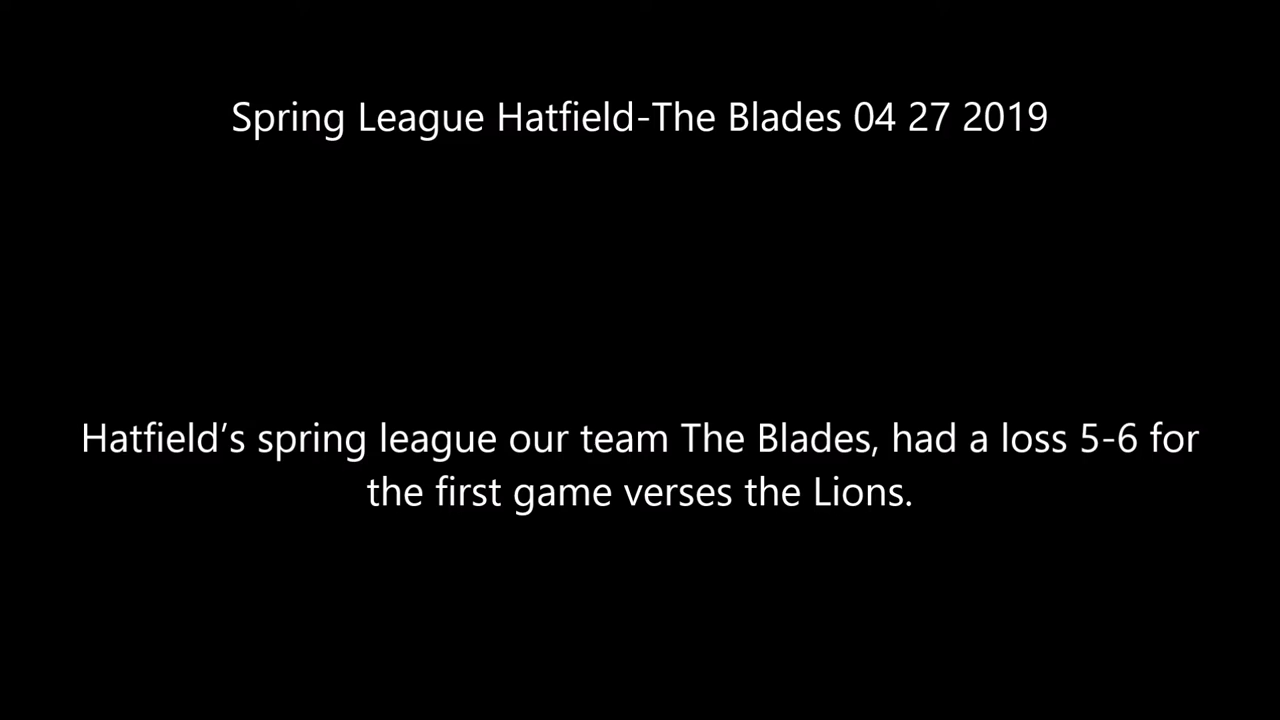 Spring League Hatfield-The Blades 04 27 2019
Hatfield’s spring league our team The Blades, had a loss 5-6 for
the first game verses the Lions.